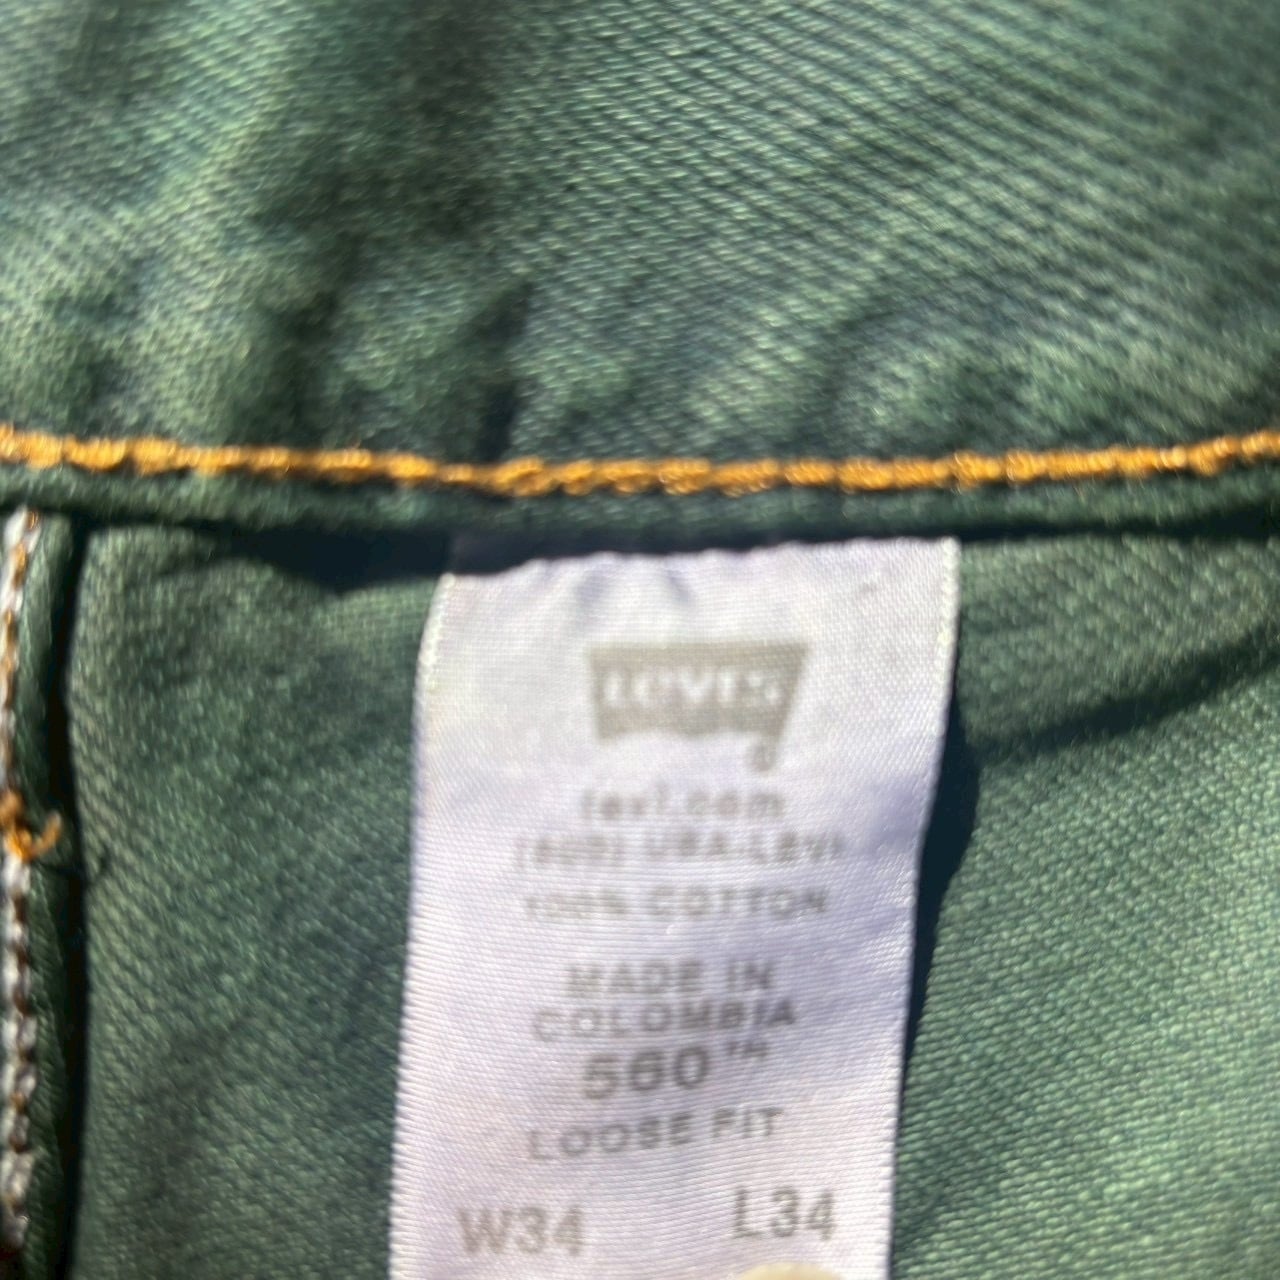 LEVI'S
levi.com
(800) USA-LEVI
100% COTTON
MADE IN
COLOMBIA
560™
LOOSE FIT
W34 L34